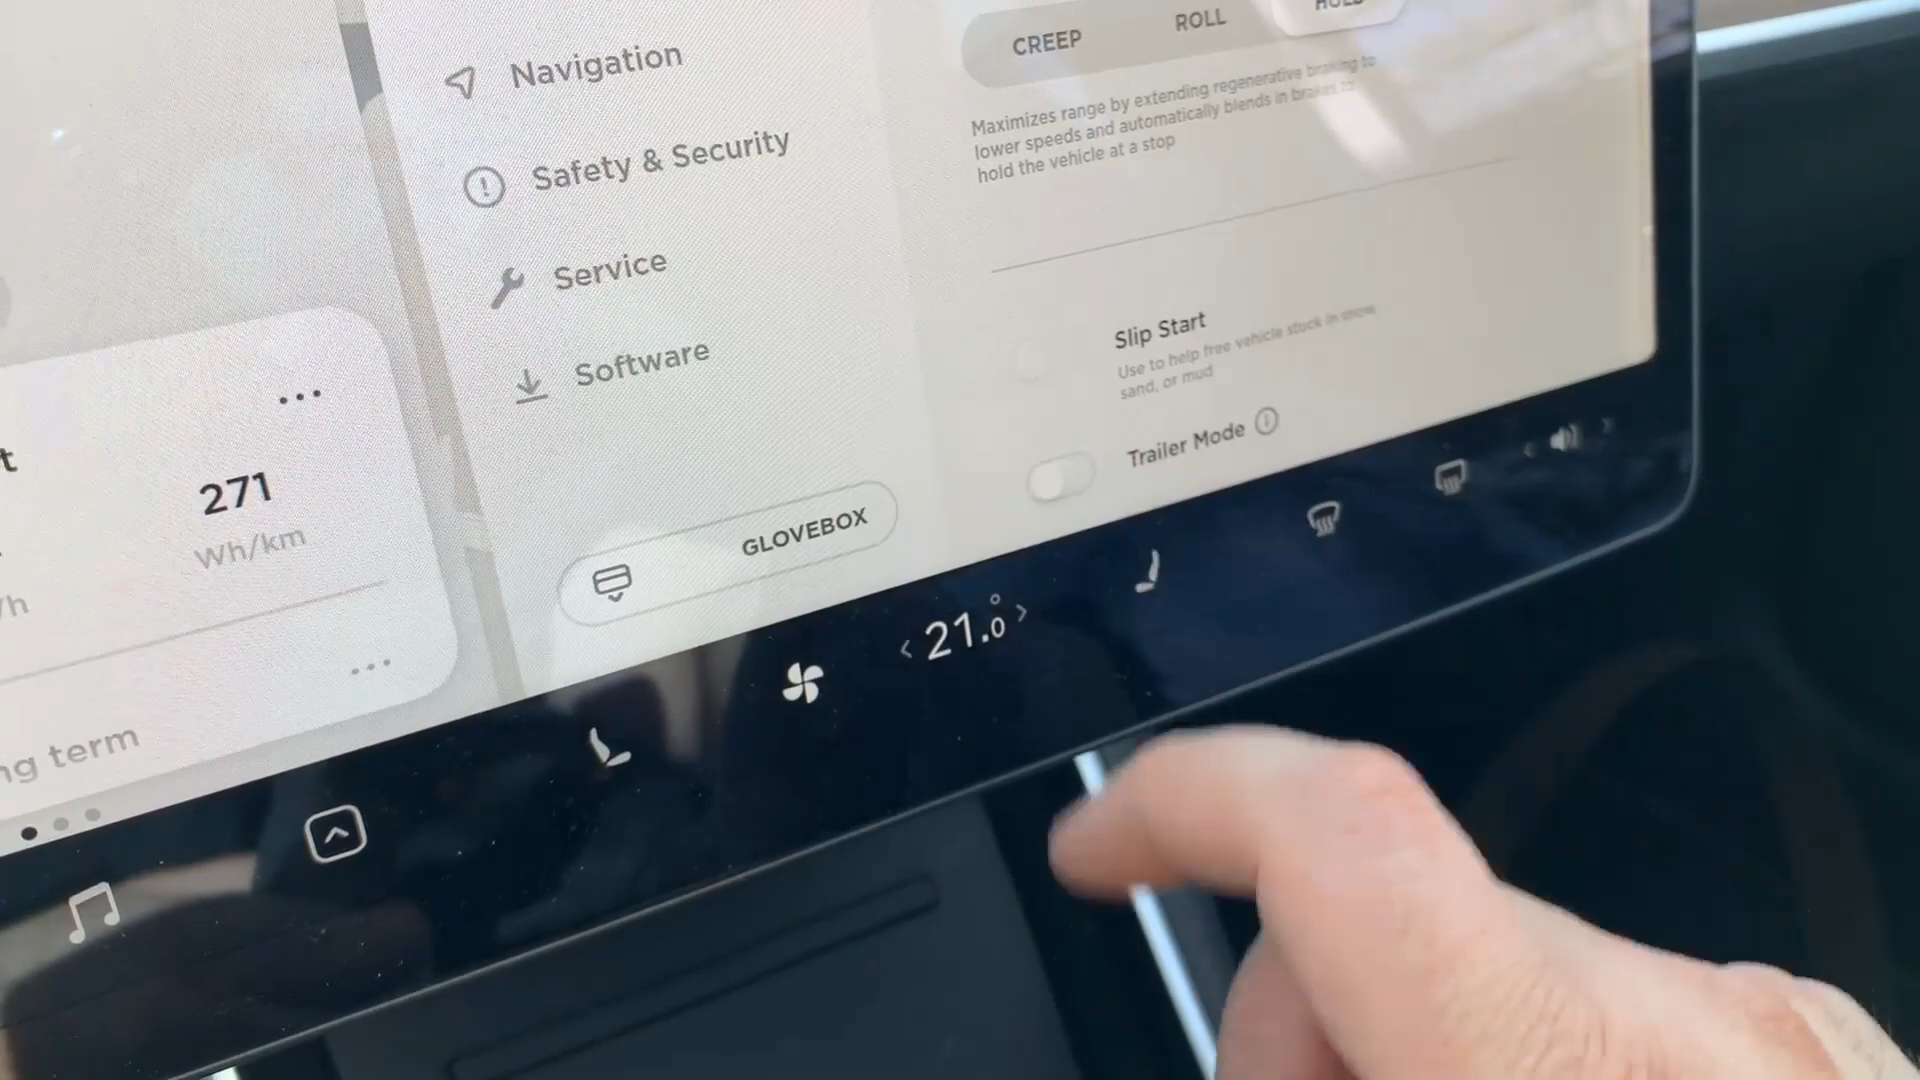 Navigation
Safety & Security
Service
Software
GLOVEBOX
CREEP
ROLL
HOLD
Maximizes range by extending regenerative braking to
lower speeds and automatically blends in brakes to
hold the vehicle at a stop
Slip Start
Use to help free vehicle stuck in snow,
sand, or mud
Trailer Mode
t
271
Wh/km
/h
ng term
< 21.0° >